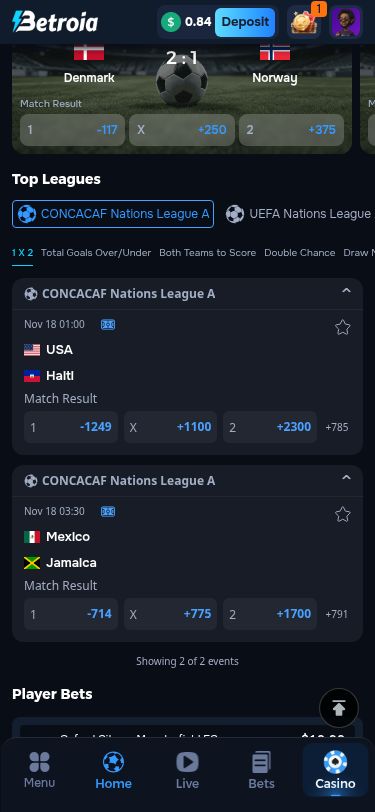 Betroia
$ 0.84 Deposit
1
2 : 1
Denmark
Norway
Match Result
1 -117 X +250 2 +375
Top Leagues
CONCACAF Nations League A UEFA Nations League
1 X 2 Total Goals Over/Under Both Teams to Score Double Chance Draw N
CONCACAF Nations League A
Nov 18 01:00
USA
Haiti
Match Result
1 -1249 X +1100 2 +2300 +785
CONCACAF Nations League A
Nov 18 03:30
Mexico
Jamaica
Match Result
1 -714 X +775 2 +1700 +791
Showing 2 of 2 events
Player Bets
Menu Home Live Bets Casino